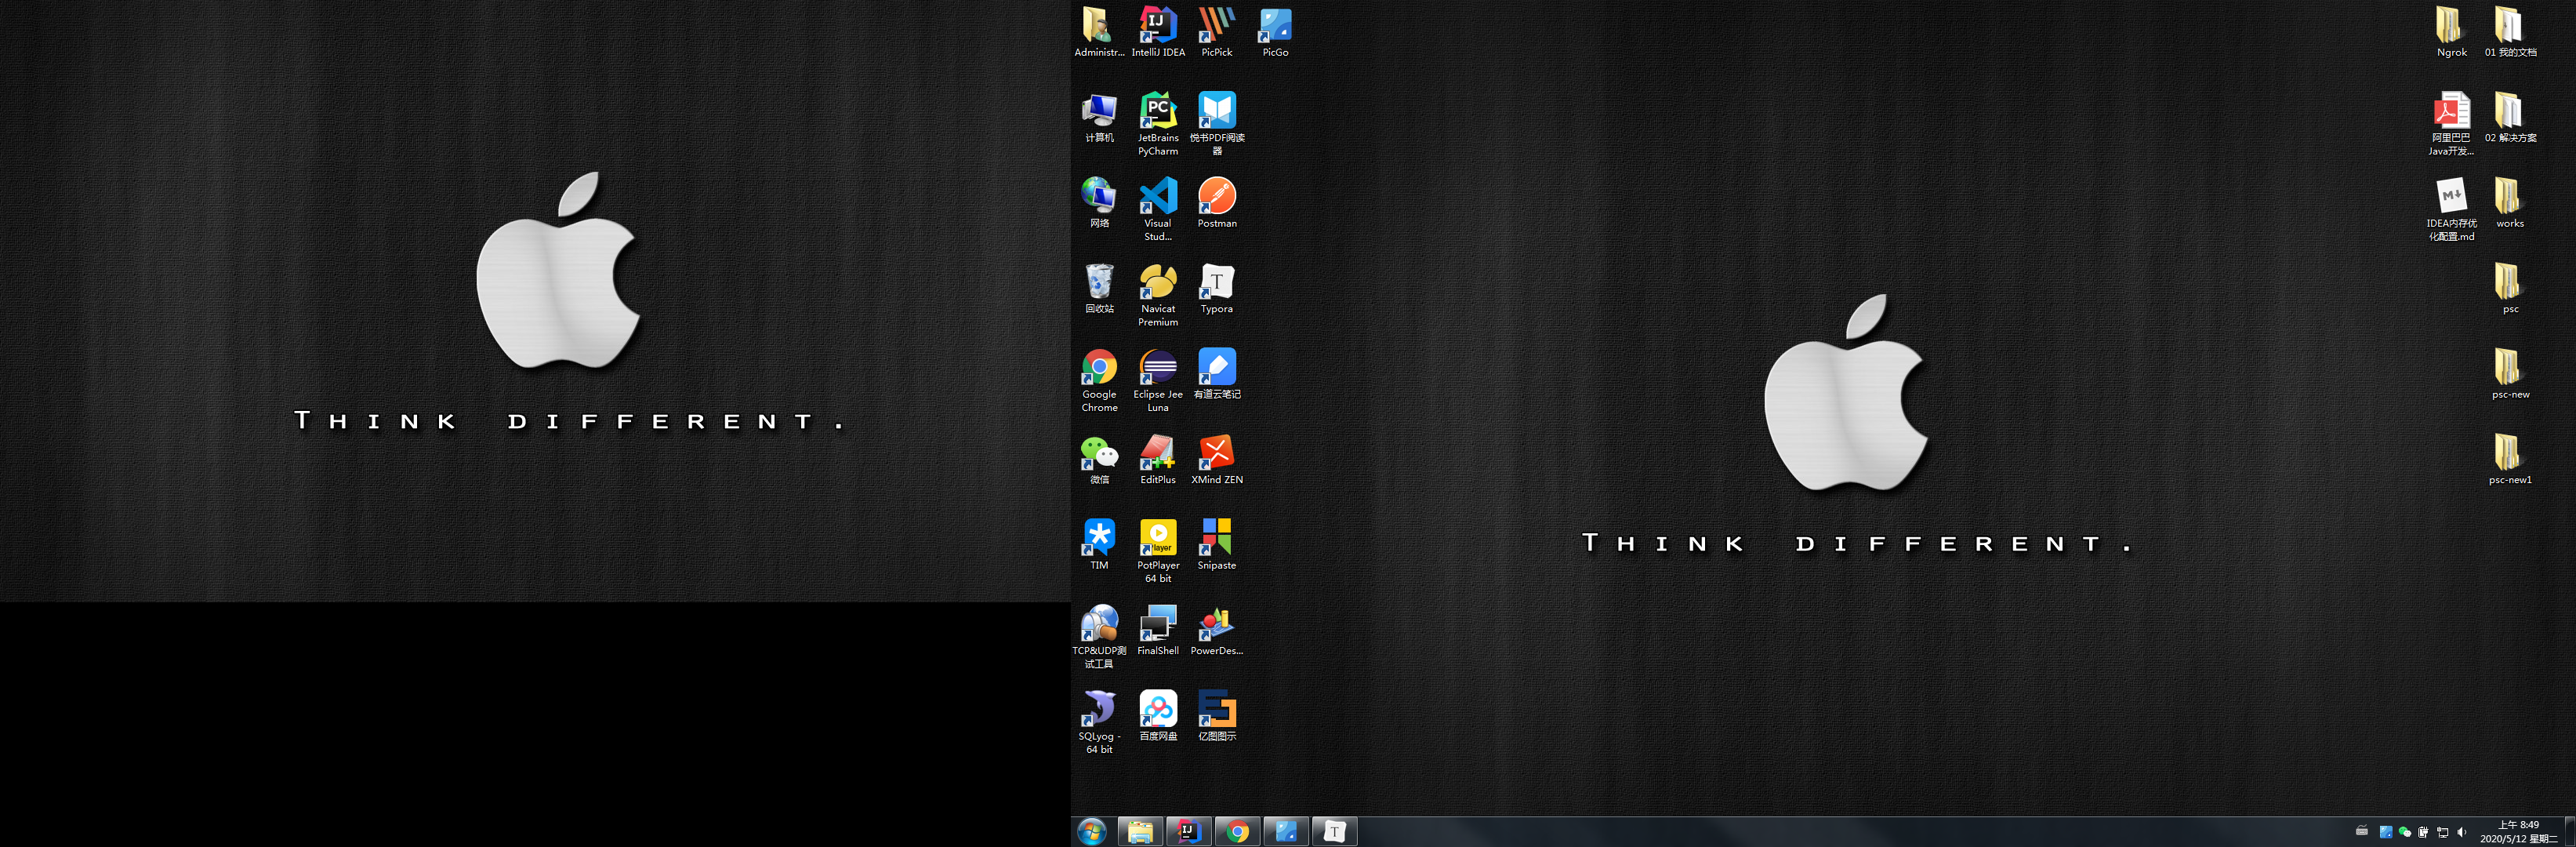 THINK DIFFERENT.
Administr...
IntelliJ IDEA
PicPick
PicGo
计算机
JetBrains
PyCharm
悦书PDF阅读
器
网络
Visual
Stud...
Postman
回收站
Navicat
Premium
Typora
Google
Chrome
Eclipse Jee
Luna
有道云笔记
微信
EditPlus
XMind ZEN
TIM
PotPlayer
64 bit
Snipaste
TCP&UDP测
试工具
FinalShell
PowerDes...
SQLyog -
64 bit
百度网盘
亿图图示
THINK DIFFERENT.
Ngrok
01 我的文档
阿里巴巴
Java开发...
02 解决方案
IDEA内存优
化配置.md
works
psc
psc-new
psc-new1
上午 8:49
2020/5/12 星期二